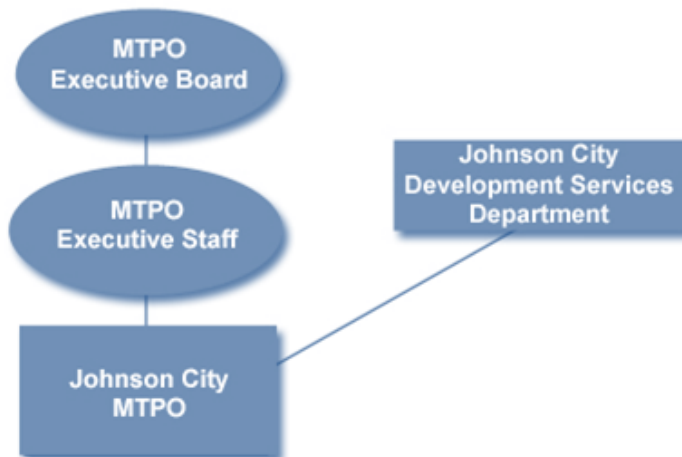 MTPO
Executive Board
MTPO
Executive Staff
Johnson City
Development Services
Department
Johnson City
MTPO